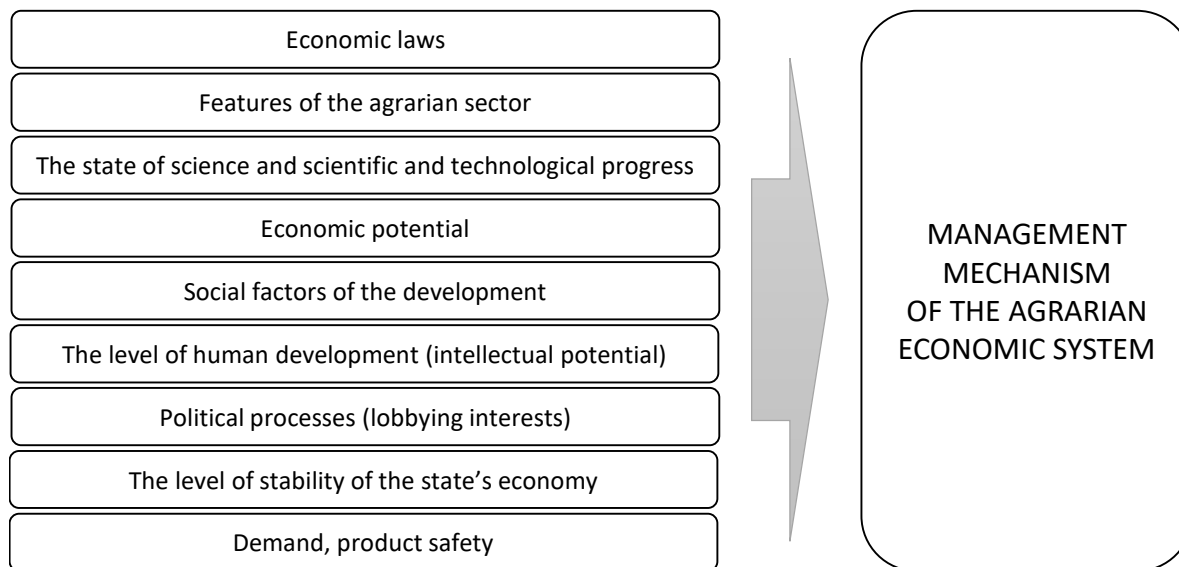 Economic laws
Features of the agrarian sector
The state of science and scientific and technological progress
Economic potential
Social factors of the development
The level of human development (intellectual potential)
Political processes (lobbying interests)
The level of stability of the state’s economy
Demand, product safety
MANAGEMENT
MECHANISM
OF THE AGRARIAN
ECONOMIC SYSTEM